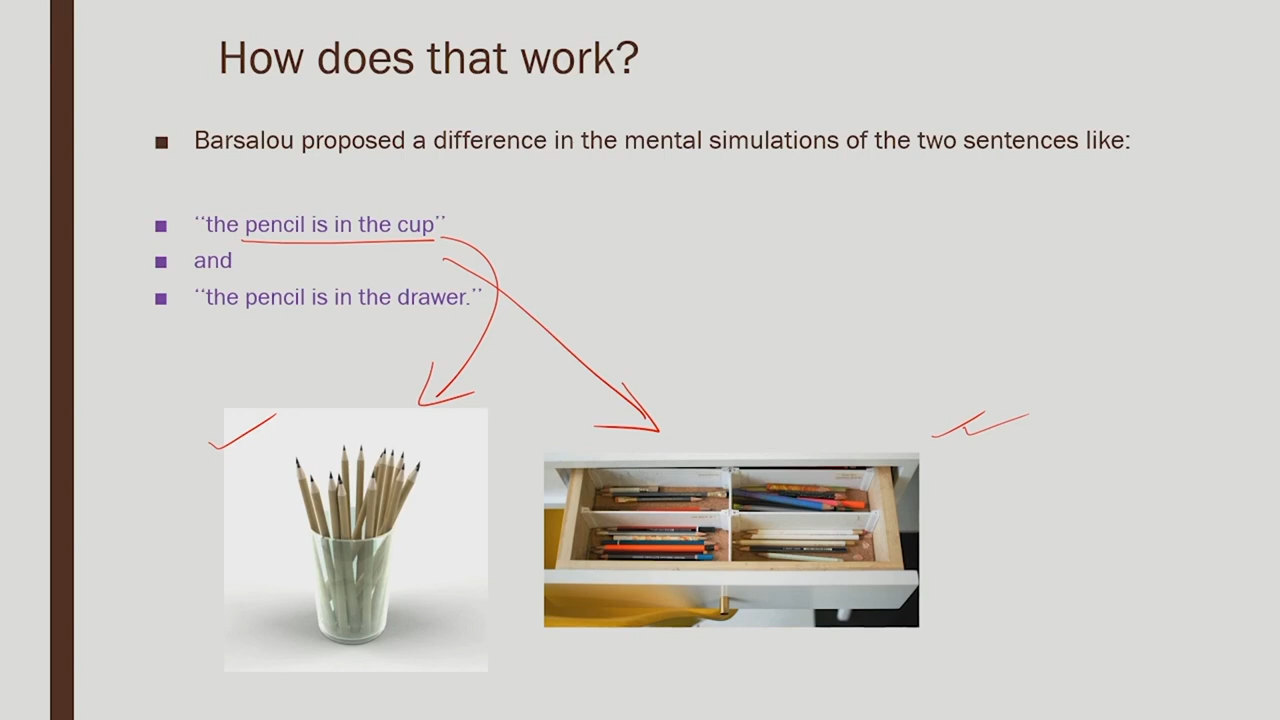 How does that work?
Barsalou proposed a difference in the mental simulations of the two sentences like:
‘‘the pencil is in the cup’’
and
‘‘the pencil is in the drawer.’’